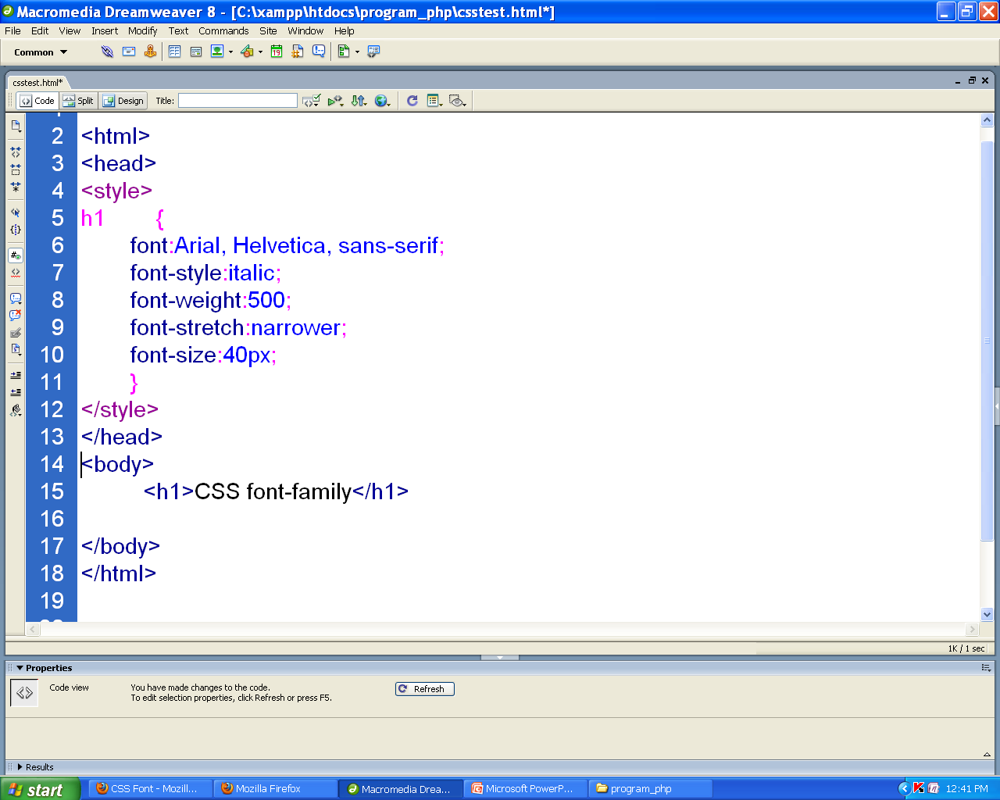 Macromedia Dreamweaver 8 - [C:\xampp\htdocs\program_php\csstest.html*]
File Edit View Insert Modify Text Commands Site Window Help
Common
csstest.html*
Code Split Design Title:
2 <html>
3 <head>
4 <style>
5 h1 {
6 font:Arial, Helvetica, sans-serif;
7 font-style:italic;
8 font-weight:500;
9 font-stretch:narrower;
10 font-size:40px;
11 }
12 </style>
13 </head>
14 <body>
15 <h1>CSS font-family</h1>
16
17 </body>
18 </html>
19
1K / 1 sec
Properties
Code view You have made changes to the code. Refresh
To edit selection properties, click Refresh or press F5.
Results
start CSS Font - Mozill... Mozilla Firefox Macromedia Drea... Microsoft PowerP... program_php 12:41 PM